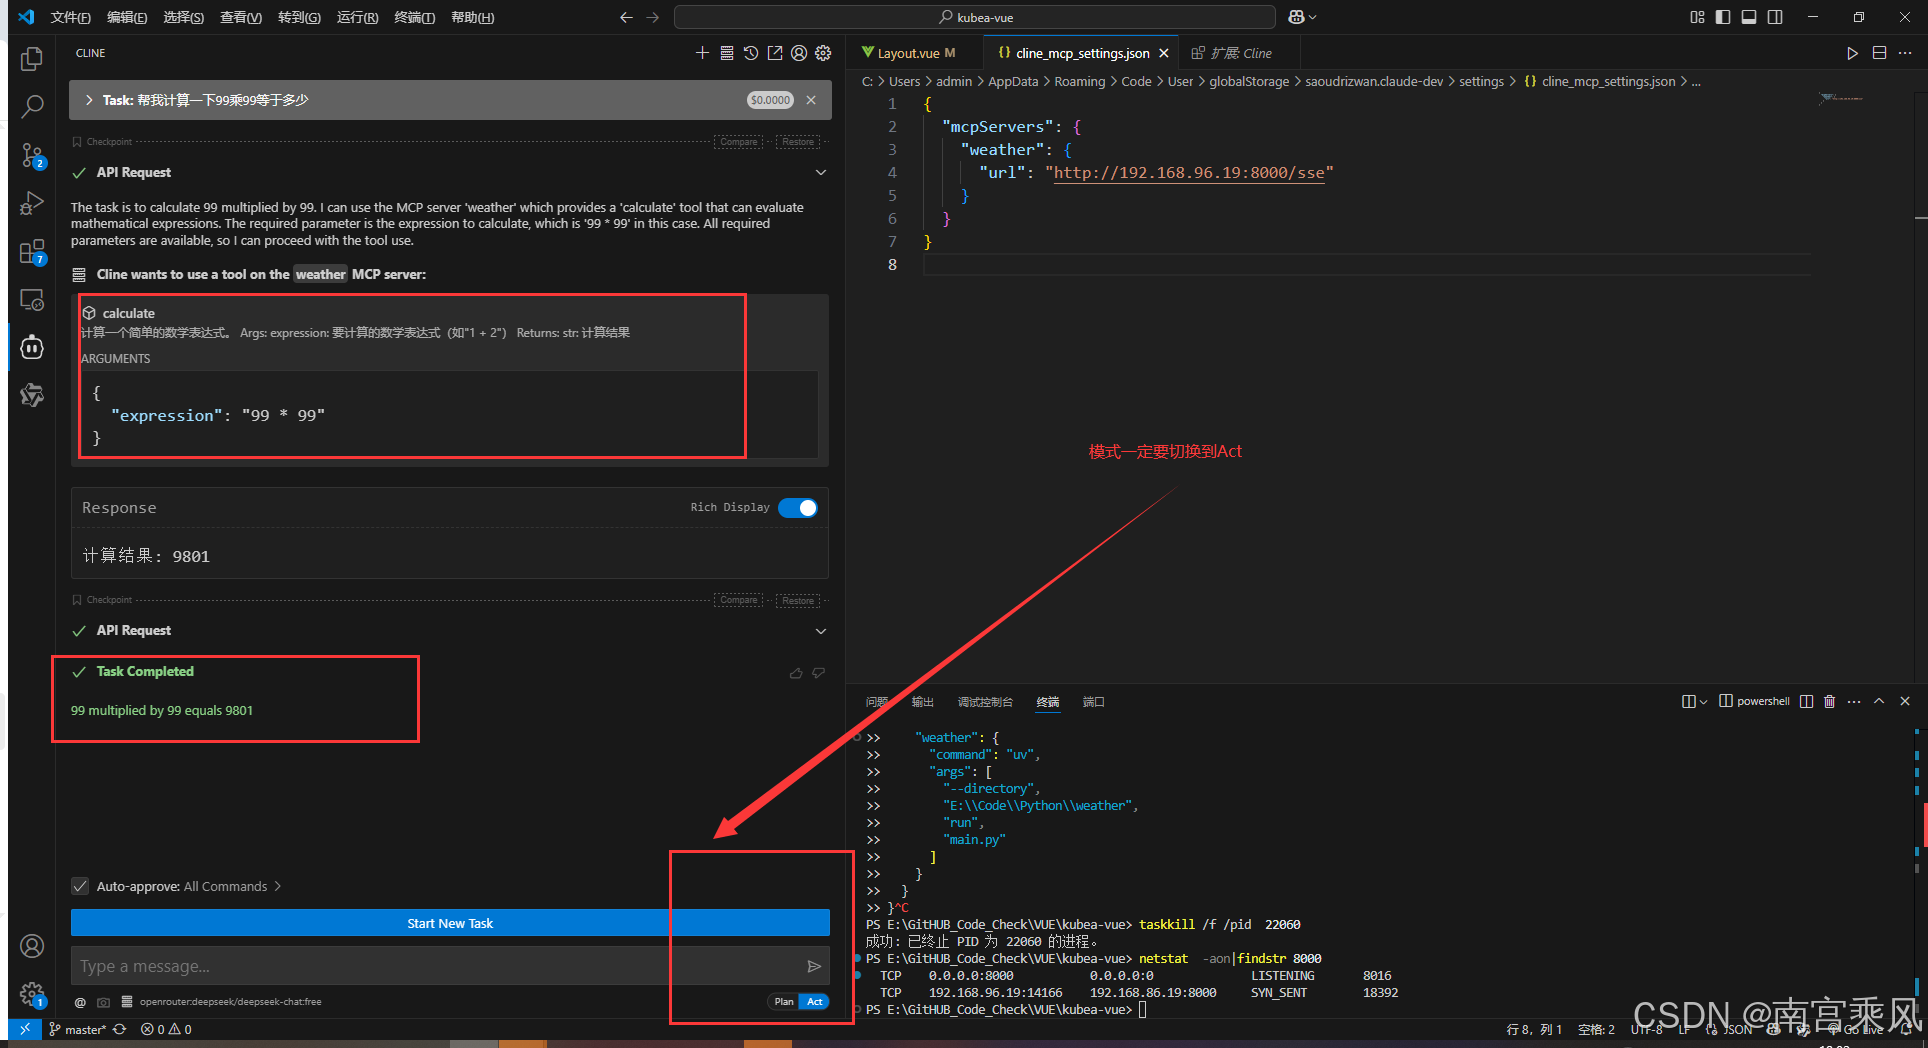 文件(F) 编辑(E) 选择(S) 查看(V) 转到(G) 运行(R) 终端(T) 帮助(H)
kubea-vue
CLINE
Task: 帮我计算一下99乘99等于多少
$0.0000
Checkpoint
Compare
Restore
API Request
The task is to calculate 99 multiplied by 99. I can use the MCP server 'weather' which provides a 'calculate' tool that can evaluate
mathematical expressions. The required parameter is the expression to calculate, which is '99 * 99' in this case. All required
parameters are available, so I can proceed with the tool use.
Cline wants to use a tool on the weather MCP server:
calculate
计算一个简单的数学表达式。 Args: expression: 要计算的数学表达式（如"1 + 2"） Returns: str: 计算结果
ARGUMENTS
{
"expression": "99 * 99"
}
Response
Rich Display
计算结果: 9801
Checkpoint
Compare
Restore
API Request
Task Completed
99 multiplied by 99 equals 9801
Auto-approve: All Commands
Start New Task
Type a message...
@ openrouter:deepseek/deepseek-chat:free
Plan Act
2
7
1
Layout.vue M
{} cline_mcp_settings.json
扩展: Cline
C: > Users > admin > AppData > Roaming > Code > User > globalStorage > saoudrizwan.claude-dev > settings > {} cline_mcp_settings.json > ...
1 {
2 "mcpServers": {
3 "weather": {
4 "url": "http://192.168.96.19:8000/sse"
5 }
6 }
7 }
8
模式一定要切换到Act
问题 输出 调试控制台 终端 端口
powershell
>> "weather": {
>> "command": "uv",
>> "args": [
>> "--directory",
>> "E:\\Code\\Python\\weather",
>> "run",
>> "main.py"
>> ]
>> }
>> }
>> }^C
PS E:\GitHUB_Code_Check\VUE\kubea-vue> taskkill /f /pid 22060
成功: 已终止 PID 为 22060 的进程。
PS E:\GitHUB_Code_Check\VUE\kubea-vue> netstat -aon|findstr 8000
TCP 0.0.0.0:8000 0.0.0.0:0 LISTENING 8016
TCP 192.168.96.19:14166 192.168.86.19:8000 SYN_SENT 18392
PS E:\GitHUB_Code_Check\VUE\kubea-vue>
master* 0 0
行 8，列 1 空格: 2 UTF-8 LF {} JSON Go Live
CSDN @南宫乘风